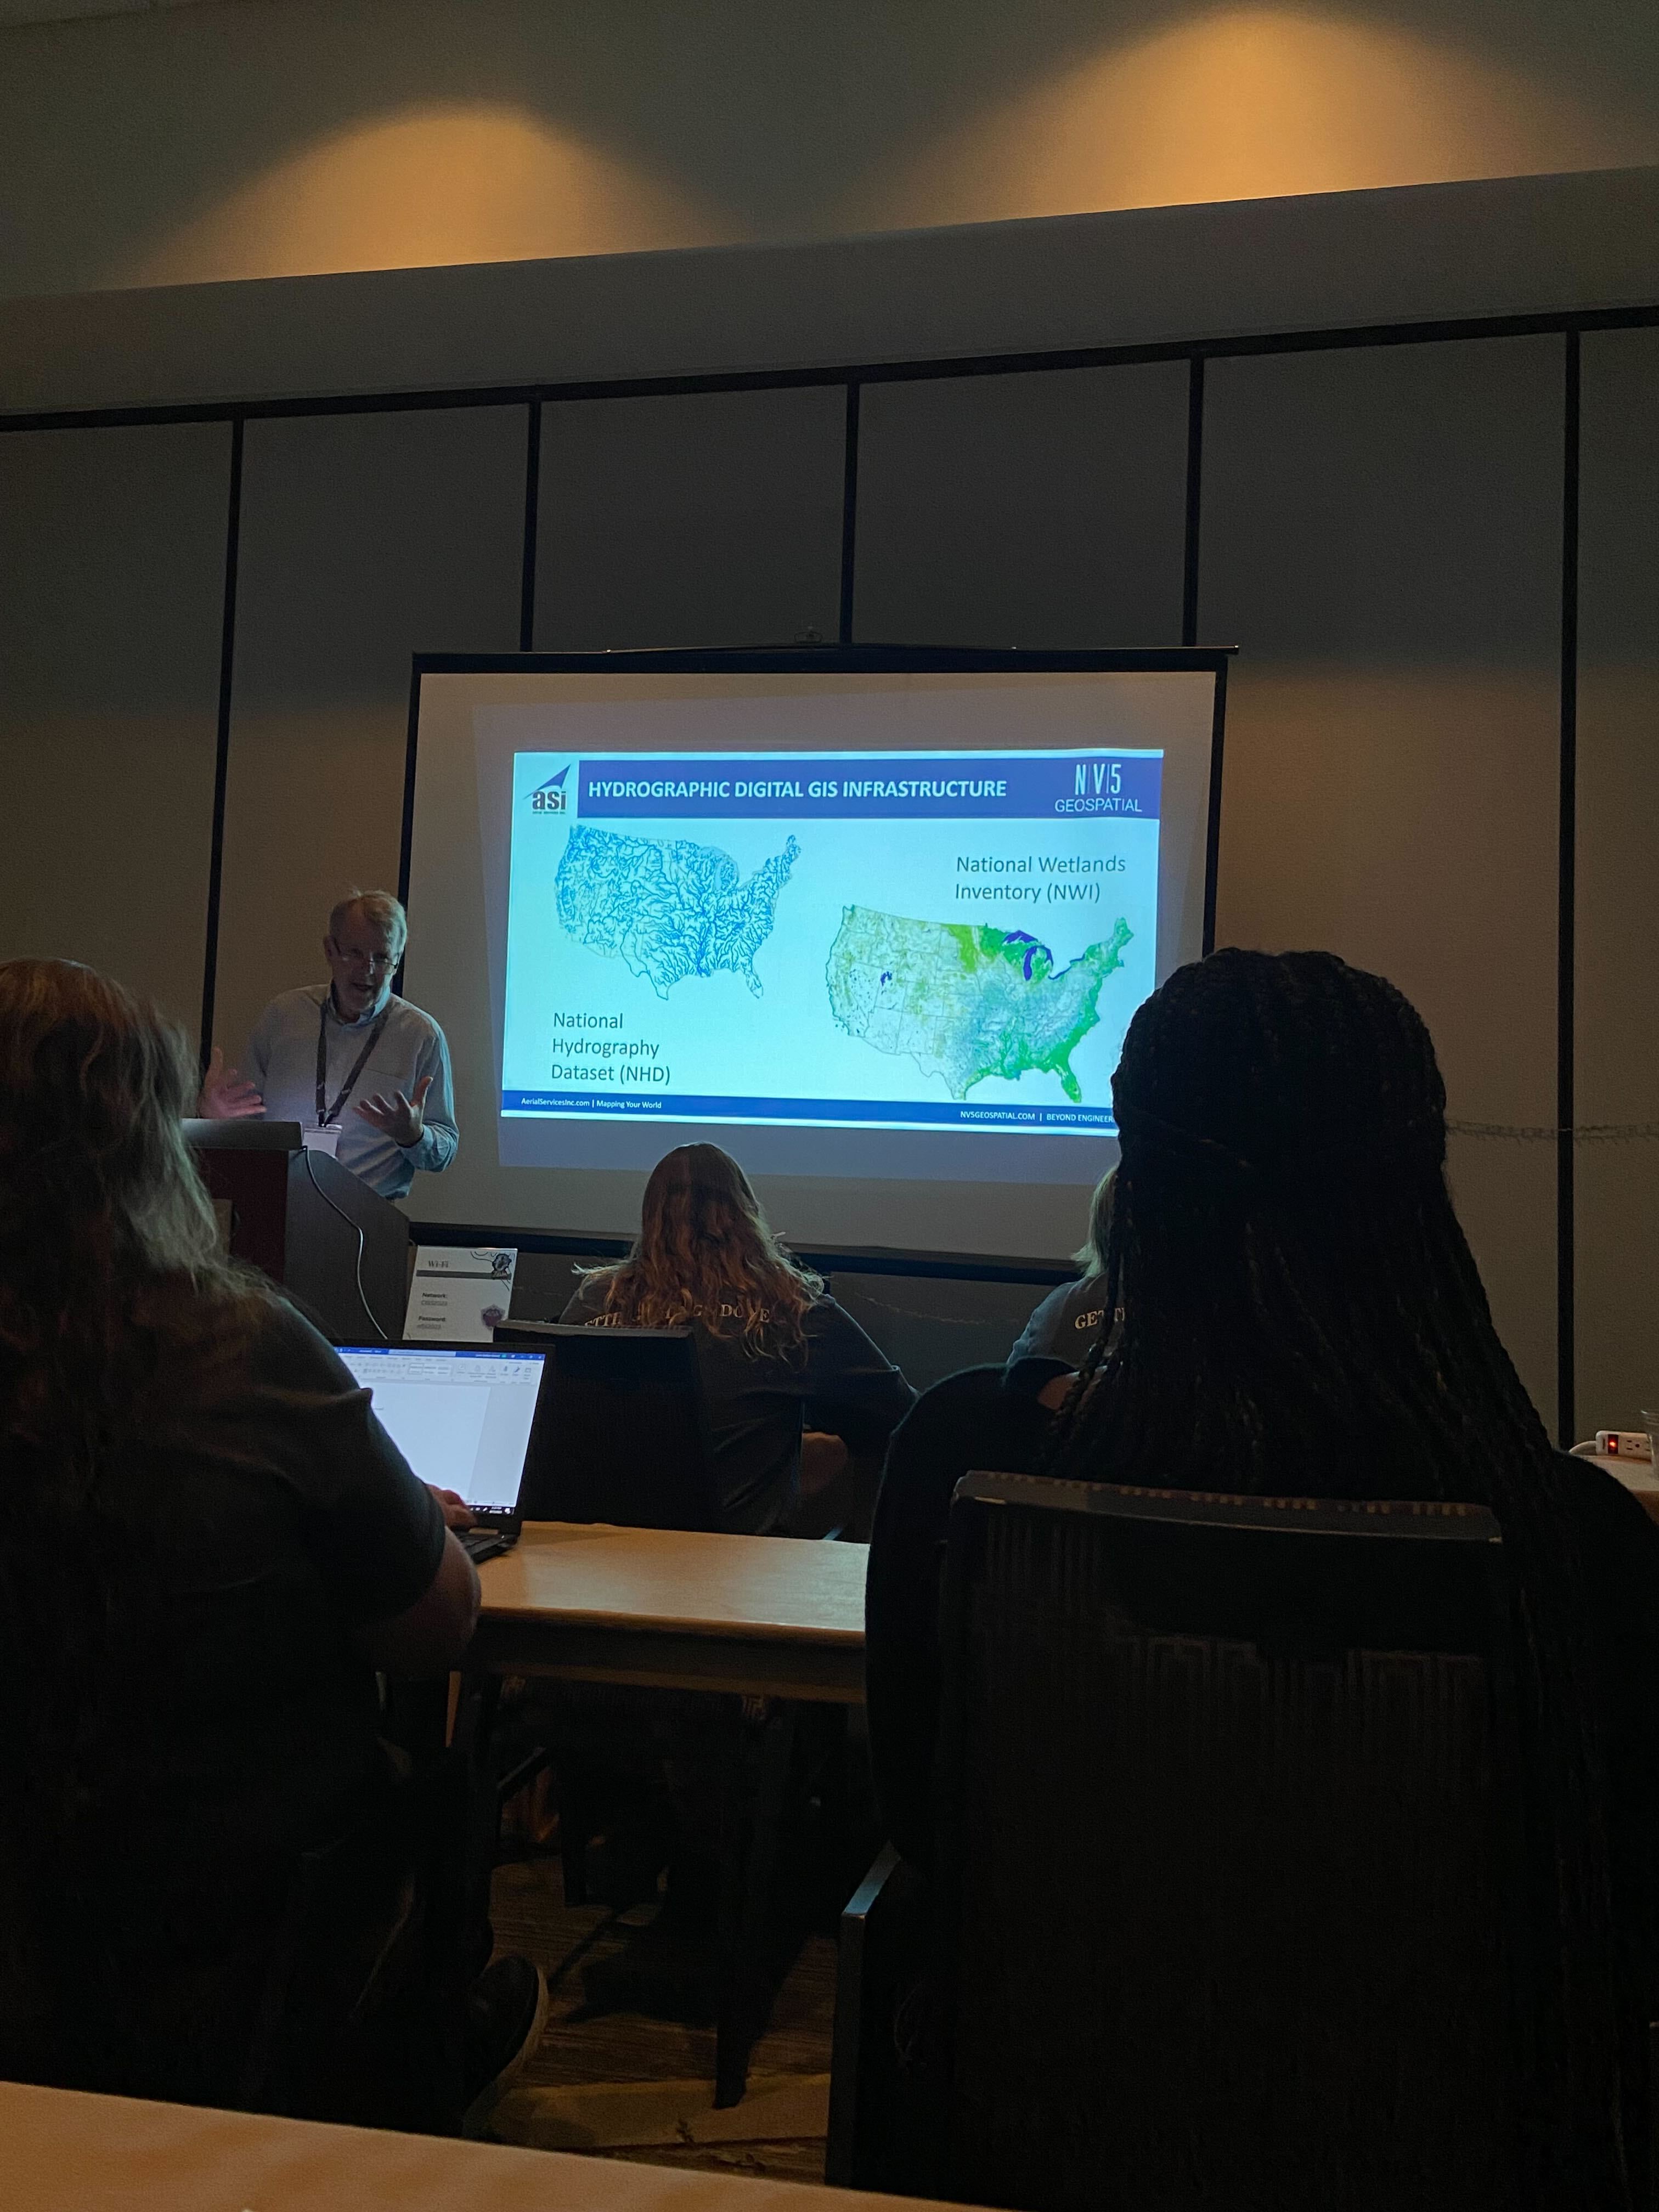 asi
HYDROGRAPHIC DIGITAL GIS INFRASTRUCTURE
N|V|5
GEOSPATIAL
National Wetlands
Inventory (NWI)
National
Hydrography
Dataset (NHD)
AerialServicesInc.com | Mapping Your World
NV5GEOSPATIAL.COM | BEYOND ENGINEER
Wi-Fi
Network:
Password: